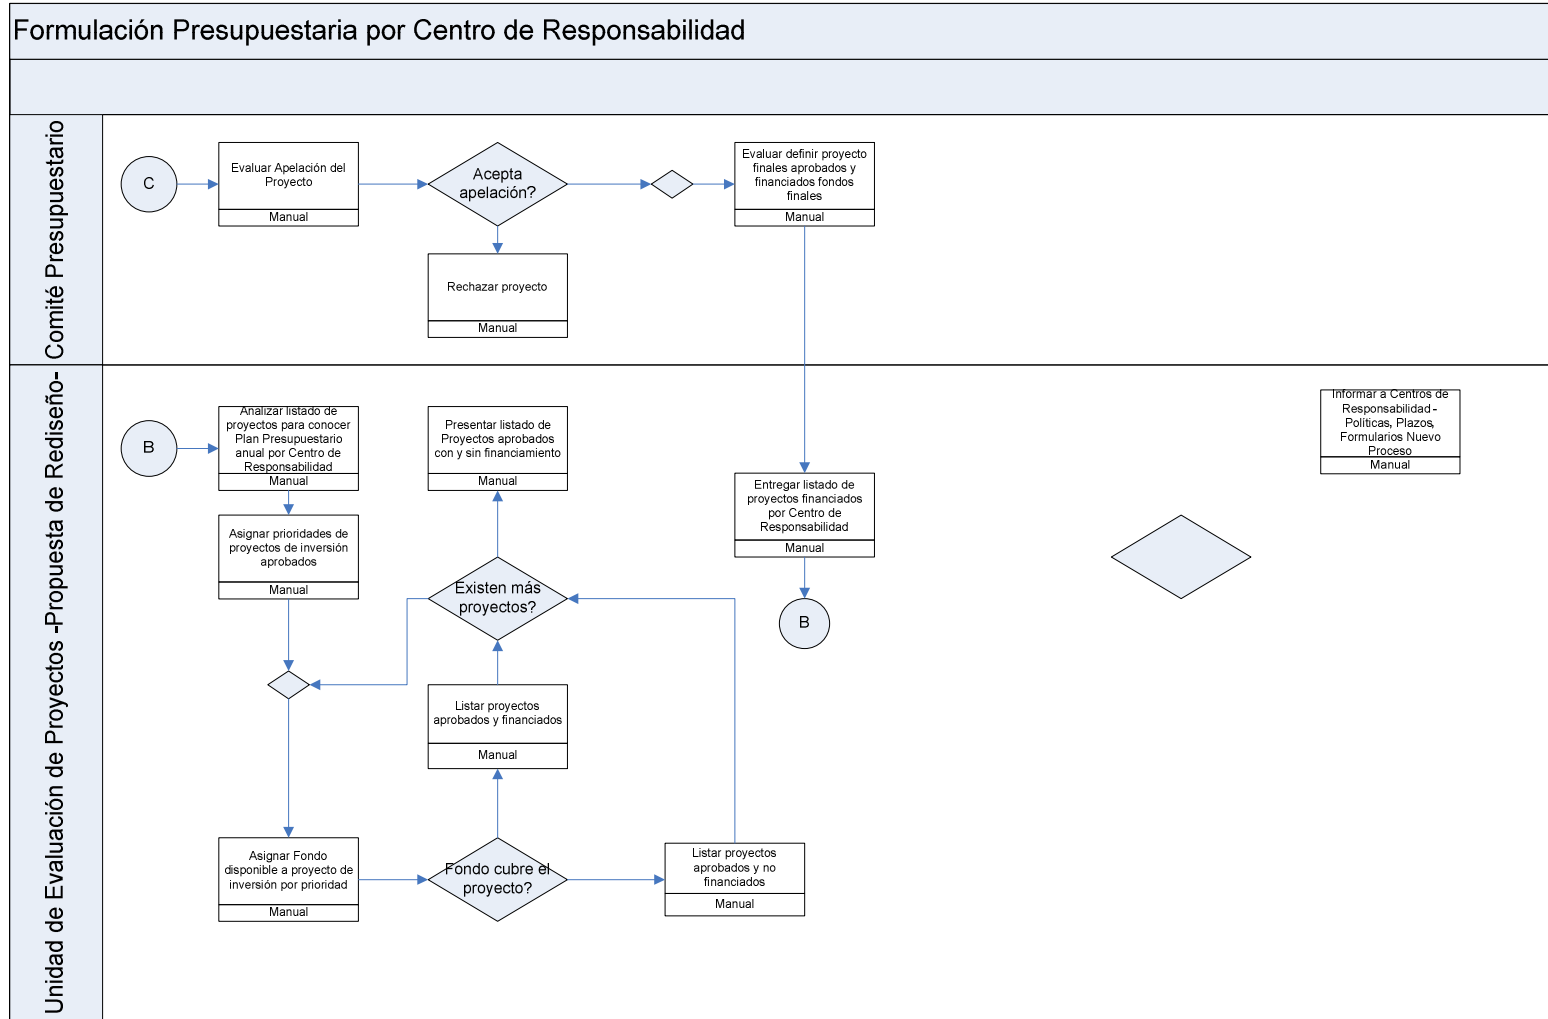 Formulación Presupuestaria por Centro de Responsabilidad
Comité Presupuestario
C
Evaluar Apelación del
Proyecto
Manual
Acepta
apelación?
Rechazar proyecto
Manual
Evaluar definir proyecto
finales aprobados y
financiados fondos
finales
Manual
Unidad de Evaluación de Proyectos -Propuesta de Rediseño-
B
Analizar listado de
proyectos para conocer
Plan Presupuestario
anual por Centro de
Responsabilidad
Manual
Asignar prioridades de
proyectos de inversión
aprobados
Manual
Asignar Fondo
disponible a proyecto de
inversión por prioridad
Manual
Presentar listado de
Proyectos aprobados
con y sin financiamiento
Manual
Existen más
proyectos?
Listar proyectos
aprobados y financiados
Manual
Fondo cubre el
proyecto?
Listar proyectos
aprobados y no
financiados
Manual
Entregar listado de
proyectos financiados
por Centro de
Responsabilidad
Manual
B
Informar a Centros de
Responsabilidad -
Políticas, Plazos,
Formularios Nuevo
Proceso
Manual